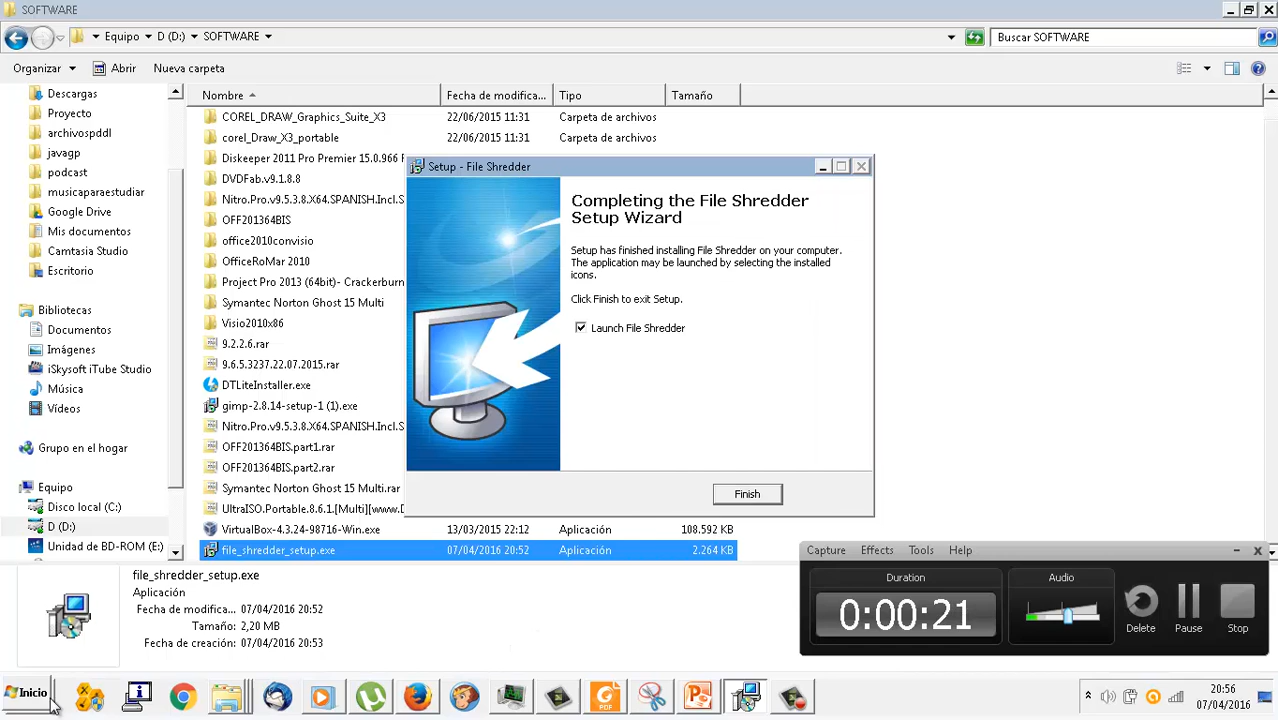 SOFTWARE
Equipo D (D:) SOFTWARE
Buscar SOFTWARE
Organizar Abrir Nueva carpeta
Descargas
Proyecto
archivospddl
javagp
podcast
musicaparaestudiar
Google Drive
Mis documentos
Camtasia Studio
Escritorio
Bibliotecas
Documentos
Imágenes
iSkysoft iTube Studio
Música
Vídeos
Grupo en el hogar
Equipo
Disco local (C:)
D (D:)
Unidad de BD-ROM (E:)
Nombre Fecha de modifica... Tipo Tamaño
COREL_DRAW_Graphics_Suite_X3 22/06/2015 11:31 Carpeta de archivos
corel_Draw_X3_portable 22/06/2015 11:31 Carpeta de archivos
Diskeeper 2011 Pro Premier 15.0.966 F
DVDFab.v9.1.8.8
Nitro.Pro.v9.5.3.8.X64.SPANISH.Incl.S
OFF201364BIS
office2010convisio
OfficeRoMar 2010
Project Pro 2013 (64bit)- Crackerburn
Symantec Norton Ghost 15 Multi
Visio2010x86
9.2.2.6.rar
9.6.5.3237.22.07.2015.rar
DTLiteInstaller.exe
gimp-2.8.14-setup-1 (1).exe
Nitro.Pro.v9.5.3.8.X64.SPANISH.Incl.S
OFF201364BIS.part1.rar
OFF201364BIS.part2.rar
Symantec Norton Ghost 15 Multi.rar
UltraISO.Portable.8.6.1.[Multi][www.D
VirtualBox-4.3.24-98716-Win.exe 13/03/2015 22:12 Aplicación 108.592 KB
file_shredder_setup.exe 07/04/2016 20:52 Aplicación 2.264 KB
Setup - File Shredder
Completing the File Shredder
Setup Wizard
Setup has finished installing File Shredder on your computer.
The application may be launched by selecting the installed
icons.
Click Finish to exit Setup.
Launch File Shredder
Finish
file_shredder_setup.exe
Aplicación
Fecha de modifica... 07/04/2016 20:52
Tamaño: 2,20 MB
Fecha de creación: 07/04/2016 20:53
Capture Effects Tools Help
Duration
0:00:21
Audio
Delete
Pause
Stop
Inicio
PDF
20:56
07/04/2016